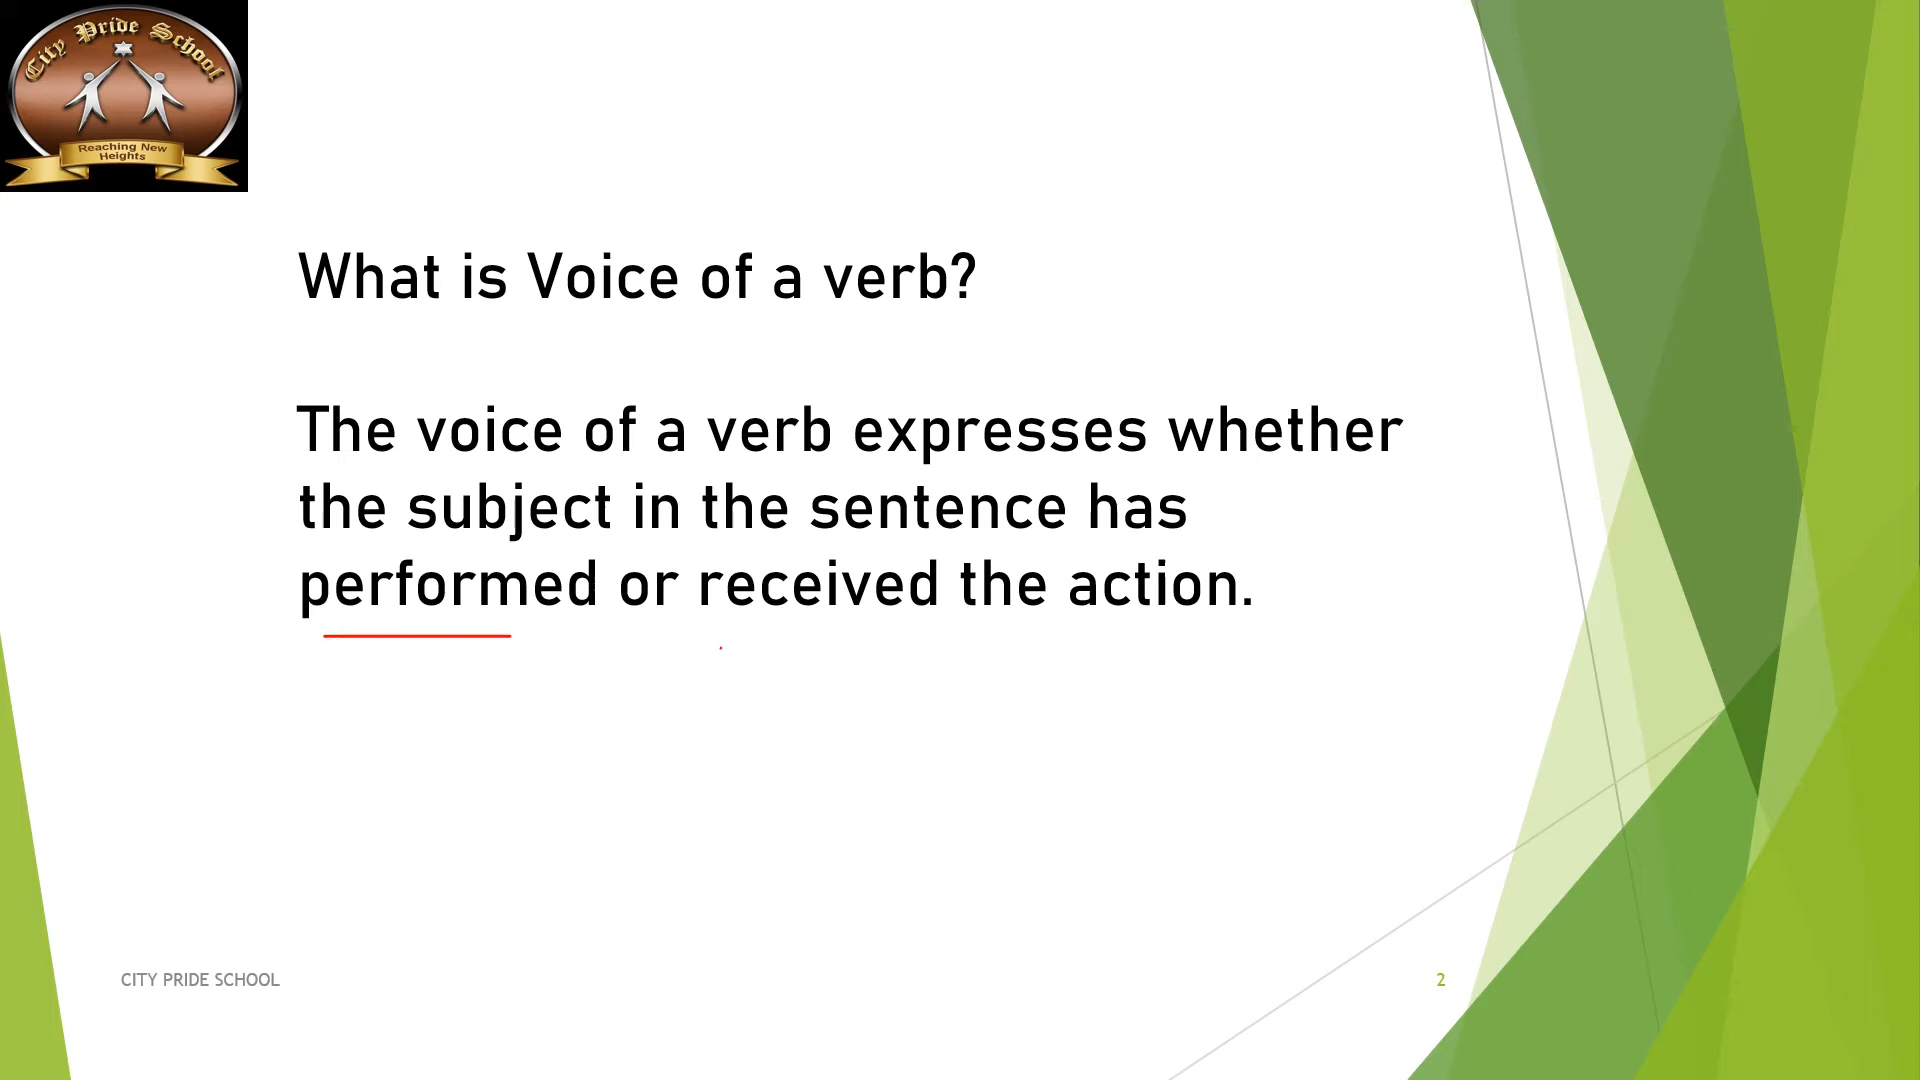 City Pride School
Reaching New
Heights
What is Voice of a verb?
The voice of a verb expresses whether
the subject in the sentence has
performed or received the action.
CITY PRIDE SCHOOL
2